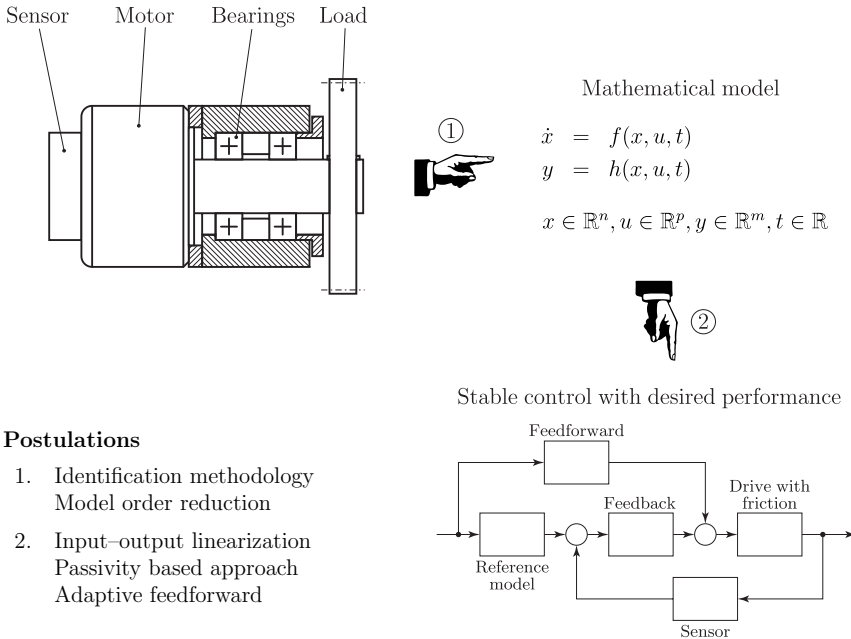 Sensor Motor Bearings Load
Mathematical model
①
ẋ = f(x, u, t)
y = h(x, u, t)
x ∈ ℝⁿ, u ∈ ℝᵖ, y ∈ ℝᵐ, t ∈ ℝ
②
Stable control with desired performance
Postulations
1. Identification methodology
Model order reduction
2. Input–output linearization
Passivity based approach
Adaptive feedforward
Feedforward
Feedback
Drive with
friction
Reference
model
Sensor